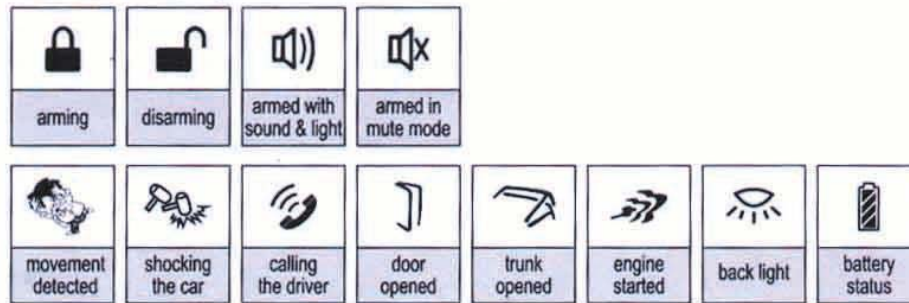 arming
disarming
armed with
sound & light
armed in
mute mode
movement
detected
shocking
the car
calling
the driver
door
opened
trunk
opened
engine
started
back light
battery
status